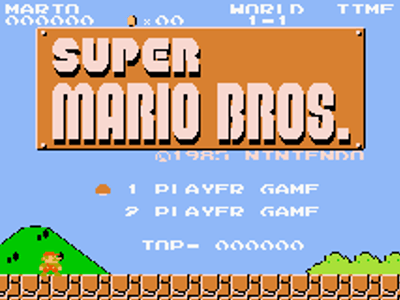 MARIO WORLD TIME
000000 x00 1-1
SUPER
MARIO BROS.
©1985 NINTENDO
1 PLAYER GAME
2 PLAYER GAME
TOP- 000000